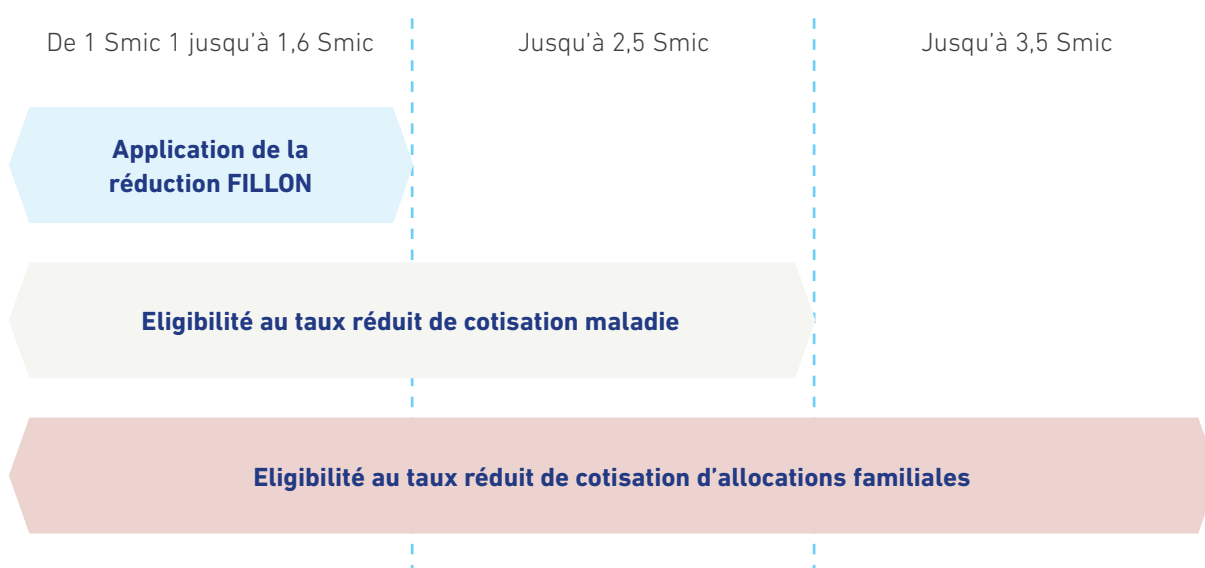 De 1 Smic 1 jusqu’à 1,6 Smic
Jusqu’à 2,5 Smic
Jusqu’à 3,5 Smic
Application de la
réduction FILLON
Eligibilité au taux réduit de cotisation maladie
Eligibilité au taux réduit de cotisation d’allocations familiales